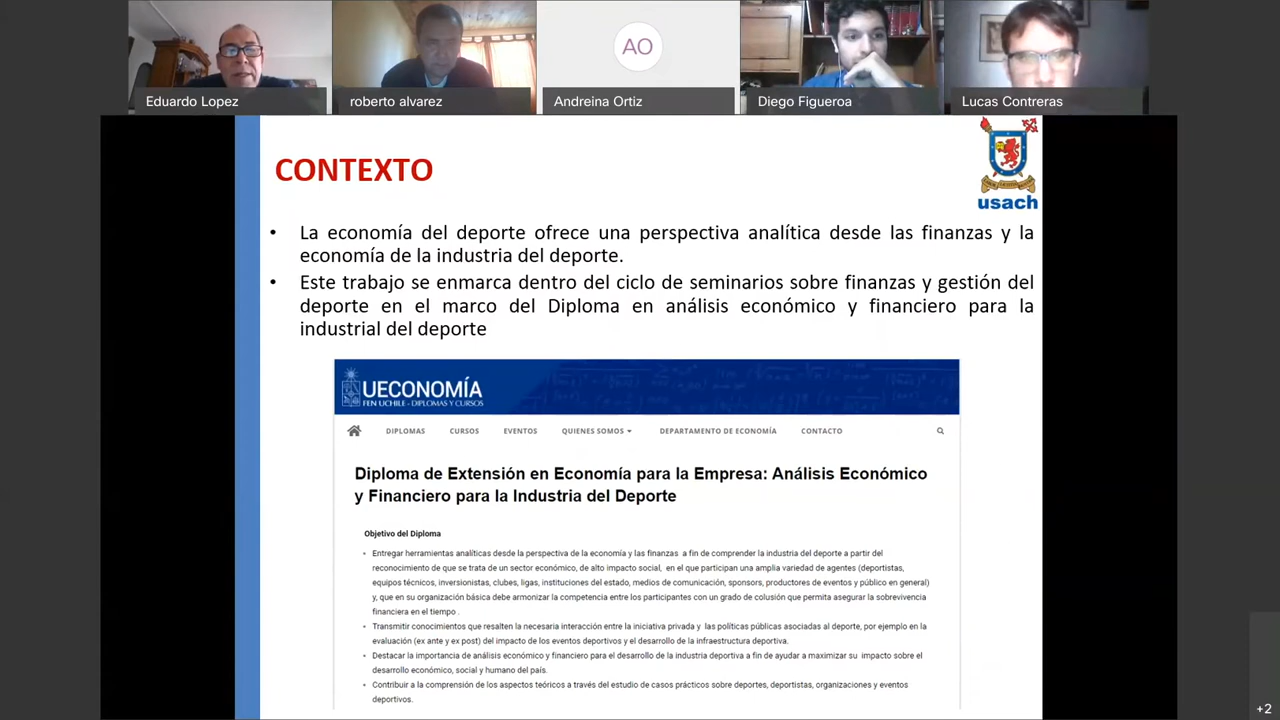 AO
Eduardo Lopez
roberto alvarez
Andreina Ortiz
Diego Figueroa
Lucas Contreras
CONTEXTO
usach
• La economía del deporte ofrece una perspectiva analítica desde las finanzas y la
economía de la industria del deporte.
• Este trabajo se enmarca dentro del ciclo de seminarios sobre finanzas y gestión del
deporte en el marco del Diploma en análisis económico y financiero para la
industrial del deporte
UECONOMÍA
FEN UCHILE - DIPLOMAS Y CURSOS
DIPLOMAS CURSOS EVENTOS QUIENES SOMOS DEPARTAMENTO DE ECONOMÍA CONTACTO
Diploma de Extensión en Economía para la Empresa: Análisis Económico
y Financiero para la Industria del Deporte
Objetivo del Diploma
• Entregar herramientas analíticas desde la perspectiva de la economía y las finanzas a fin de comprender la industria del deporte a partir del
reconocimiento de que se trata de un sector económico, de alto impacto social, en el que participan una amplia variedad de agentes (deportistas,
equipos técnicos, inversionistas, clubes, ligas, instituciones del estado, medios de comunicación, sponsors, productores de eventos y público en general)
y, que en su organización básica debe armonizar la competencia entre los participantes con un grado de colusión que permita asegurar la sobrevivencia
financiera en el tiempo .
• Transmitir conocimientos que resalten la necesaria interacción entre la iniciativa privada y las políticas públicas asociadas al deporte, por ejemplo en la
evaluación (ex ante y ex post) del impacto de los eventos deportivos y el desarrollo de la infraestructura deportiva.
• Destacar la importancia de análisis económico y financiero para el desarrollo de la industria deportiva a fin de ayudar a maximizar su impacto sobre el
desarrollo económico, social y humano del país.
• Contribuir a la comprensión de los aspectos teóricos a través del estudio de casos prácticos sobre deportes, deportistas, organizaciones y eventos
deportivos.
+2